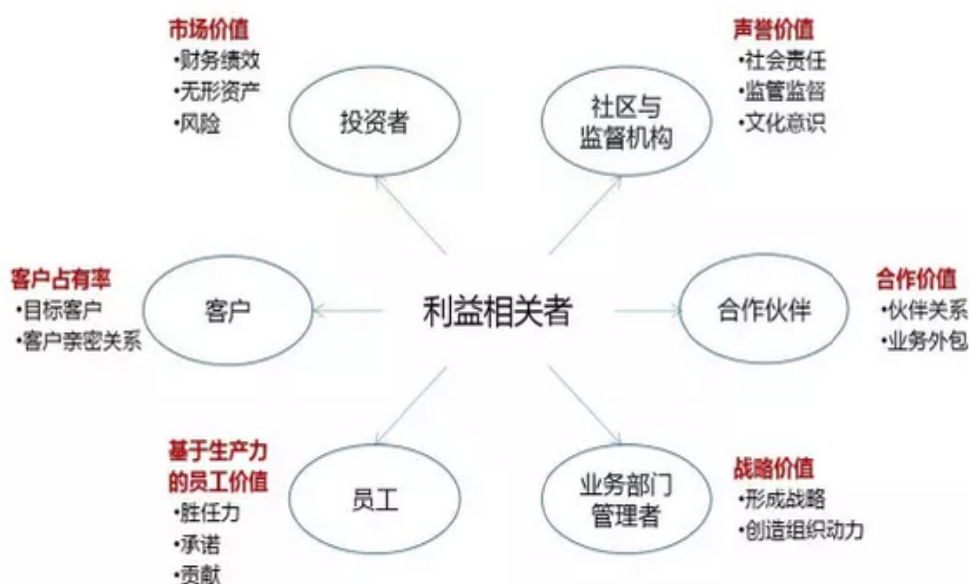 市场价值
•财务绩效
•无形资产
•风险
投资者
社区与
监督机构
声誉价值
•社会责任
•监管监督
•文化意识
客户占有率
•目标客户
•客户亲密关系
客户
利益相关者
合作伙伴
合作价值
•伙伴关系
•业务外包
基于生产力
的员工价值
•胜任力
•承诺
•贡献
员工
业务部门
管理者
战略价值
•形成战略
•创造组织动力